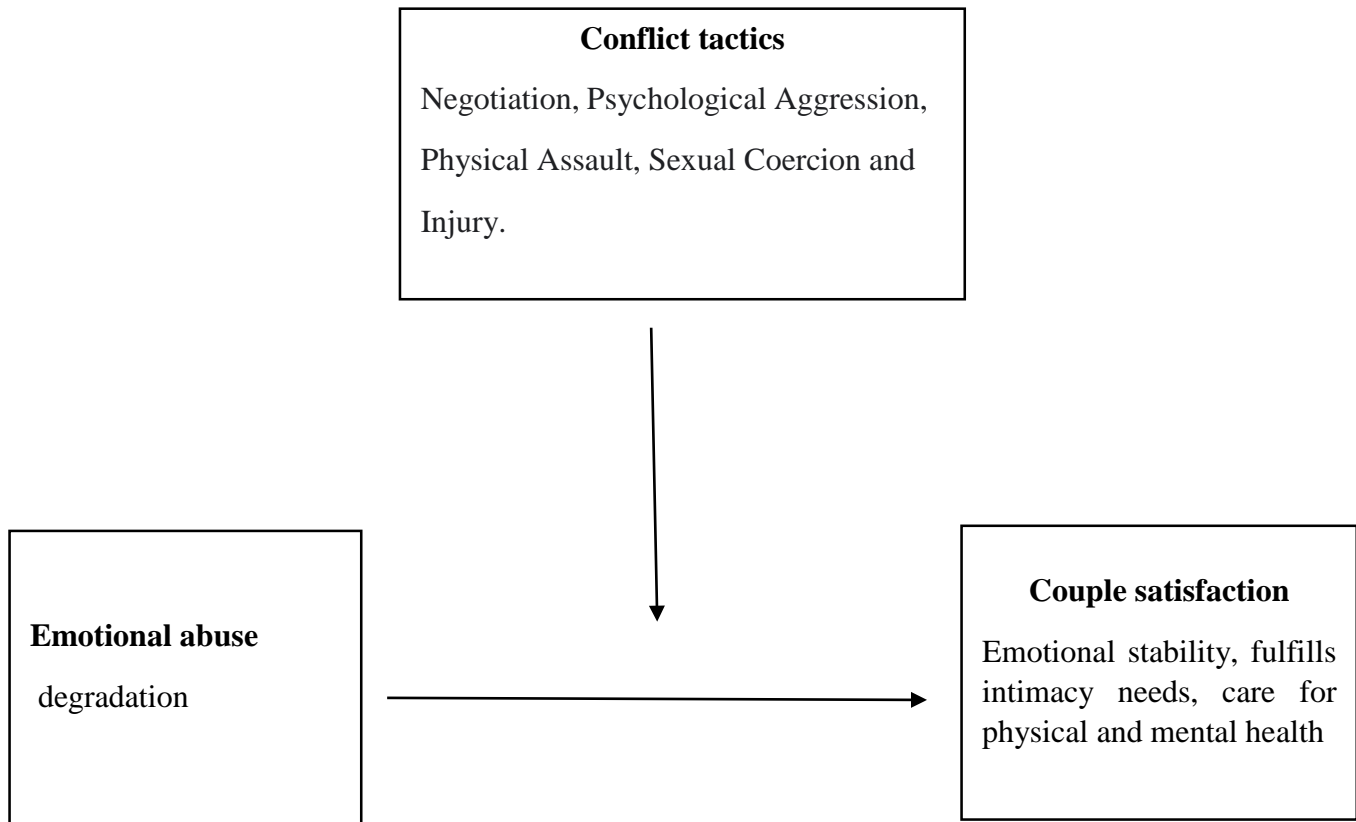 Conflict tactics
Negotiation, Psychological Aggression,
Physical Assault, Sexual Coercion and
Injury.
Emotional abuse
degradation
Couple satisfaction
Emotional stability, fulfills
intimacy needs, care for
physical and mental health